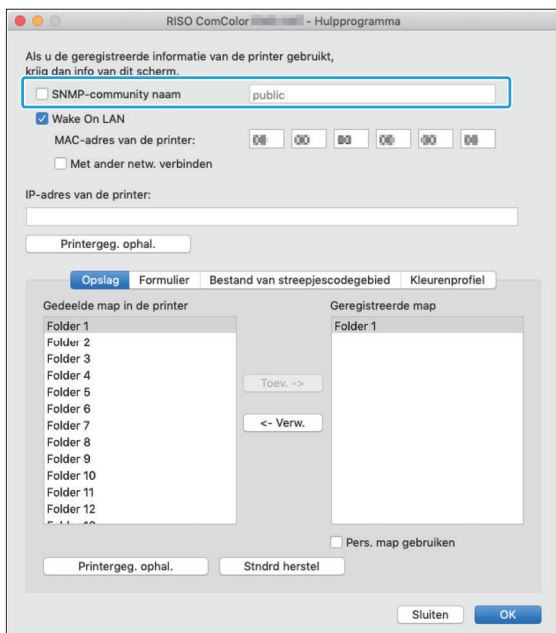 RISO ComColor - Hulpprogramma
Als u de geregistreerde informatie van de printer gebruikt,
krijg dan info van dit scherm.
SNMP-community naam public
Wake On LAN
MAC-adres van de printer:
Met ander netw. verbinden
IP-adres van de printer:
Printergeg. ophal.
Opslag Formulier Bestand van streepjescodegebied Kleurenprofiel
Gedeelde map in de printer Geregistreerde map
Folder 1 Folder 1
Folder 2
Folder 3
Folder 4
Folder 5
Folder 6
Folder 7
Folder 8
Folder 9
Folder 10
Folder 11
Folder 12
Toev. ->
<- Verw.
Pers. map gebruiken
Printergeg. ophal. Stndrd herstel
Sluiten OK